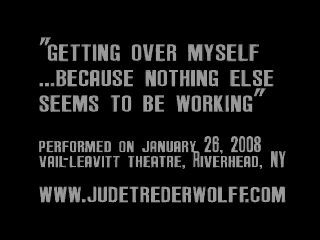 "GETTING OVER MYSELF
...BECAUSE NOTHING ELSE
SEEMS TO BE WORKING"
PERFORMED ON JANUARY 26, 2008
VAIL-LEAVITT THEATRE, RIVERHEAD, NY
WWW.JUDETREDERWOLFF.COM